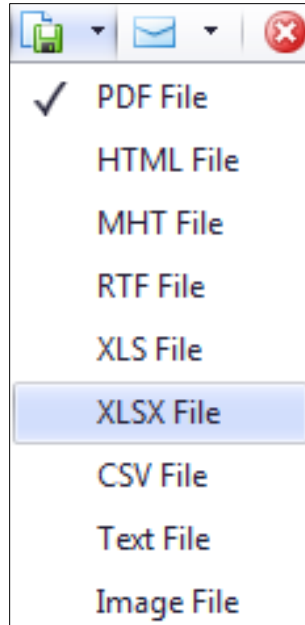 PDF File
HTML File
MHT File
RTF File
XLS File
XLSX File
CSV File
Text File
Image File